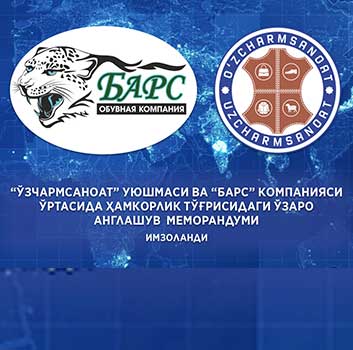 БАРС
ОБУВНАЯ КОМПАНИЯ
O'ZCHARMSANOAT
UZCHARMSANOAT
“ЎЗЧАРМСАНОАТ” УЮШМАСИ ВА “БАРС” КОМПАНИЯСИ
ЎРТАСИДА ҲАМКОРЛИК ТЎҒРИСИДАГИ ЎЗАРО
АНГЛАШУВ МЕМОРАНДУМИ
ИМЗОЛАНДИ